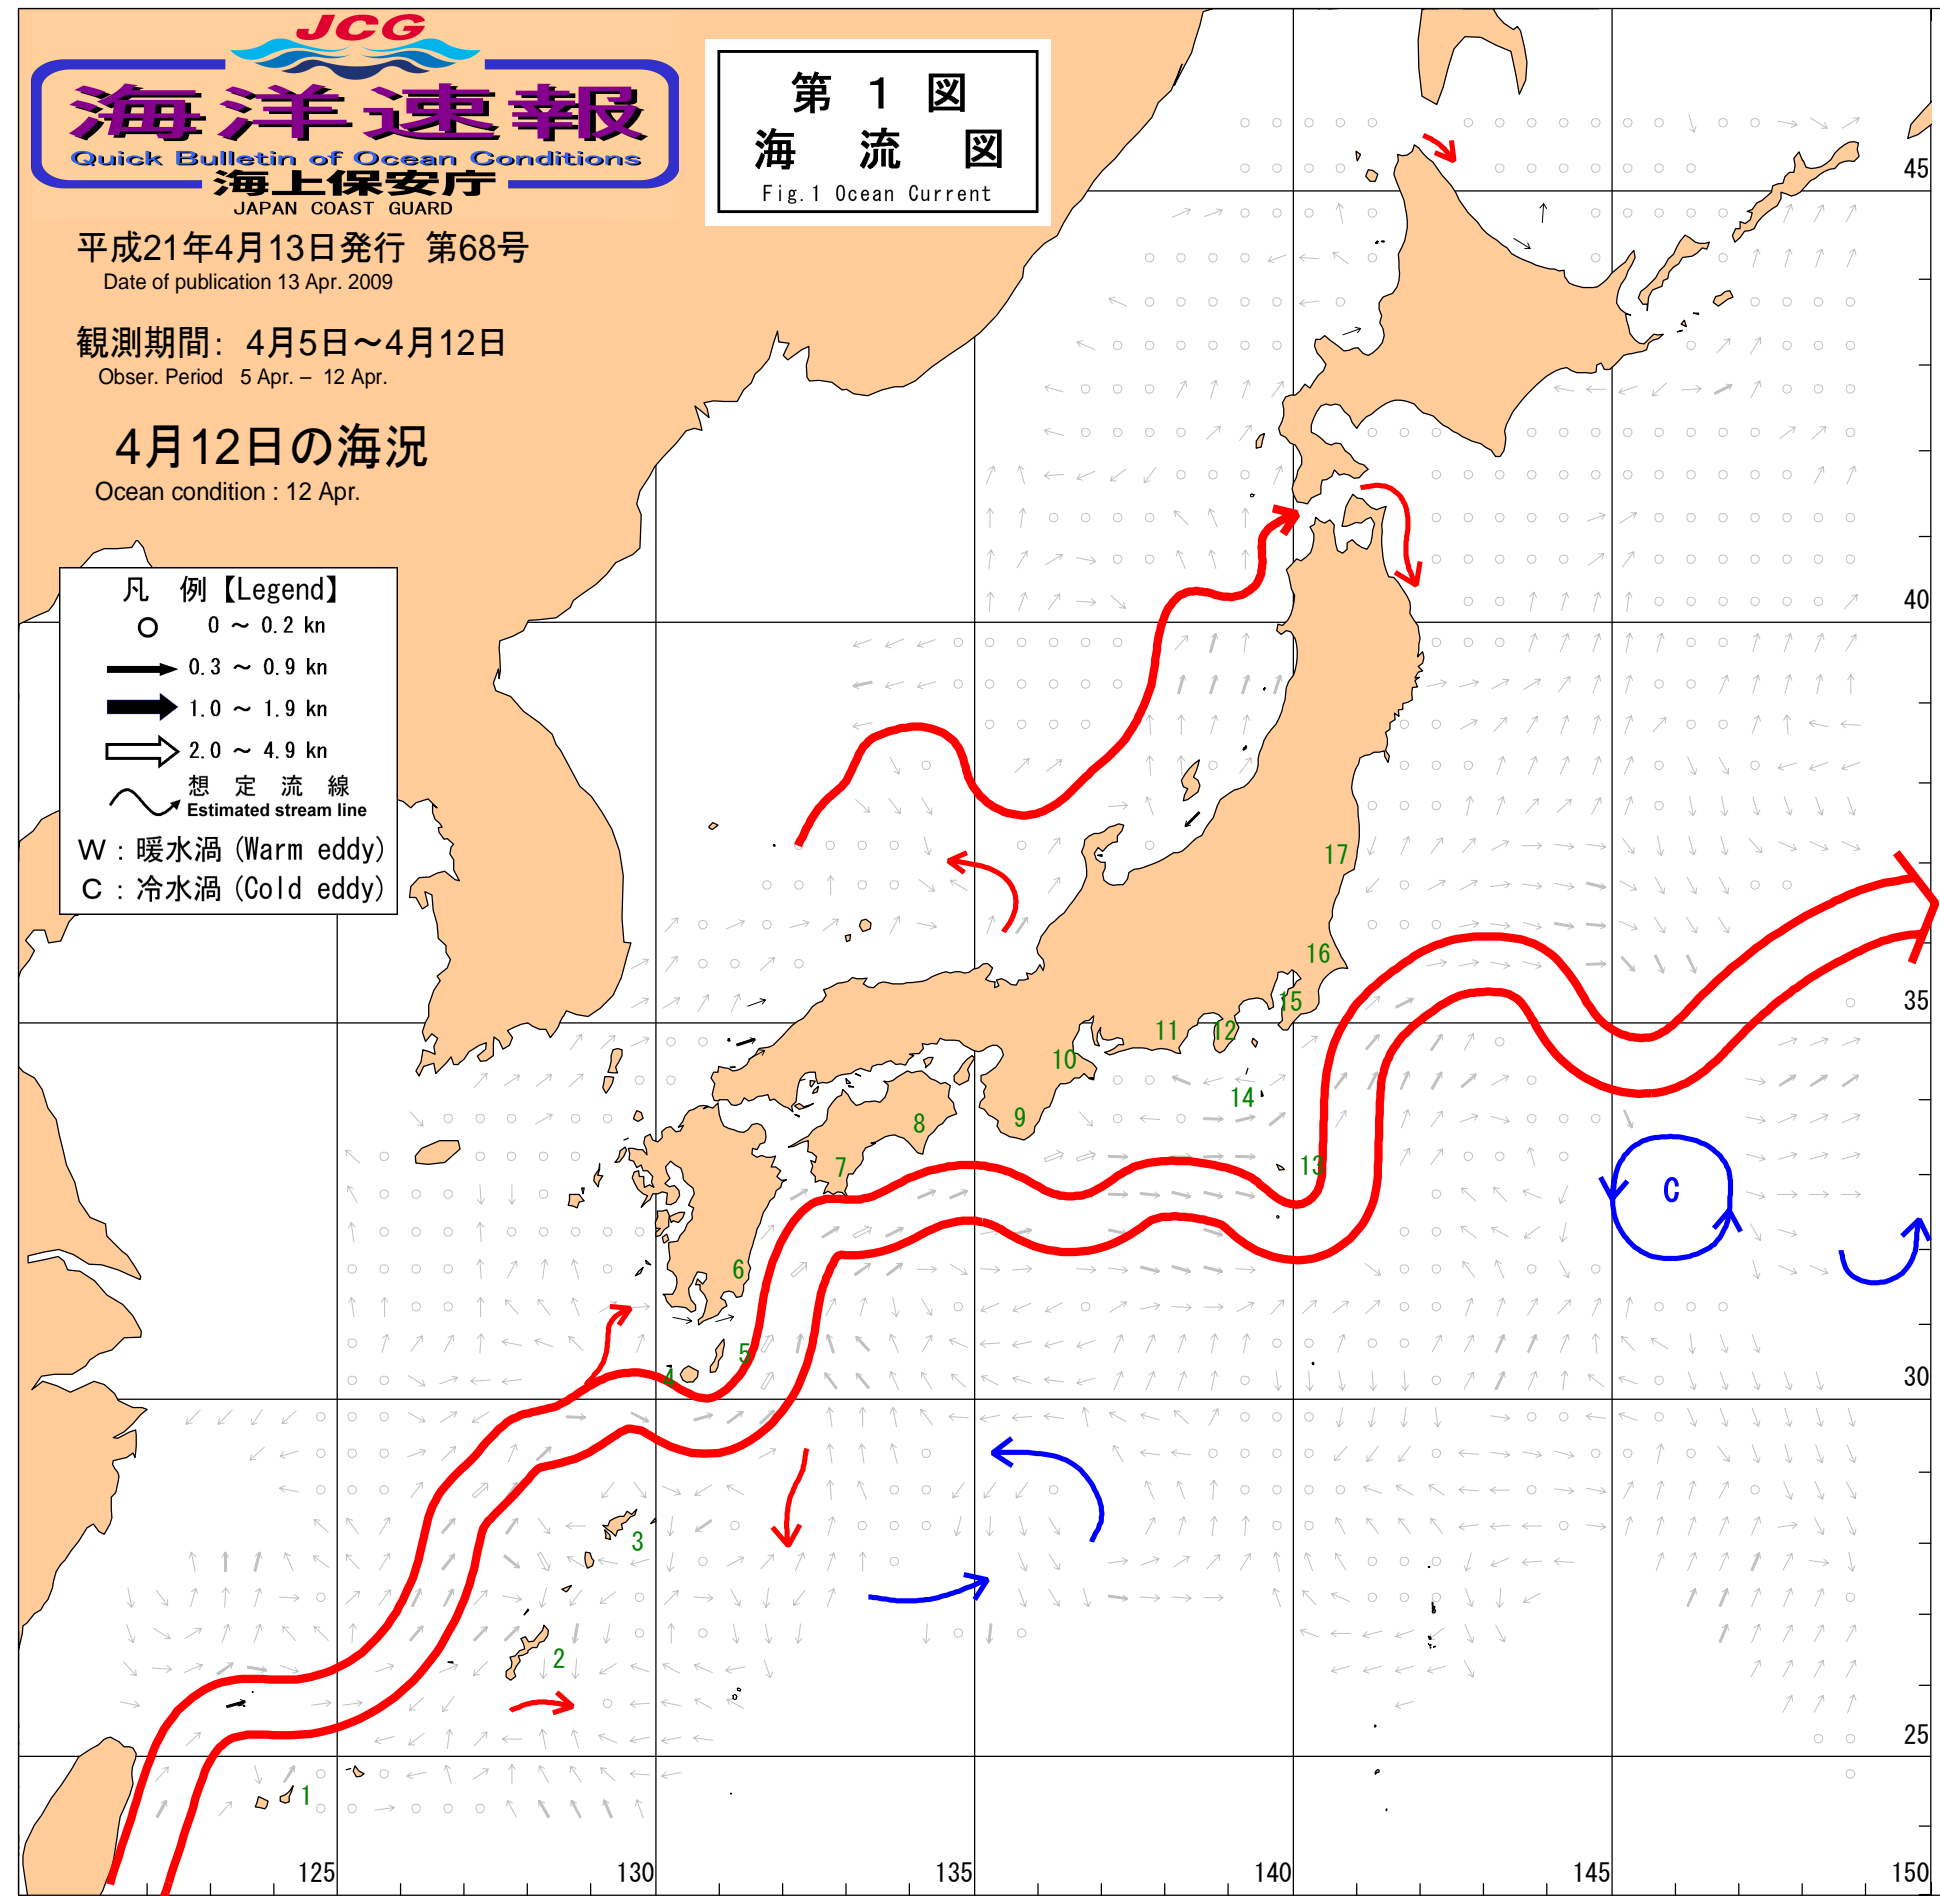 JCG
海洋速報
Quick Bulletin of Ocean Conditions
海上保安庁
JAPAN COAST GUARD
第 1 図
海 流 図
Fig.1 Ocean Current
平成21年4月13日発行 第68号
Date of publication 13 Apr. 2009
観測期間: 4月5日～4月12日
Obser. Period 5 Apr. – 12 Apr.
4月12日の海況
Ocean condition : 12 Apr.
凡 例【Legend】
0 ～ 0.2 kn
0.3 ～ 0.9 kn
1.0 ～ 1.9 kn
2.0 ～ 4.9 kn
想 定 流 線
Estimated stream line
W : 暖水渦 (Warm eddy)
C : 冷水渦 (Cold eddy)
45
40
17
16
35
15
11
12
10
14
9
8
7
13
C
6
5
4
30
3
2
25
1
125
130
135
140
145
150